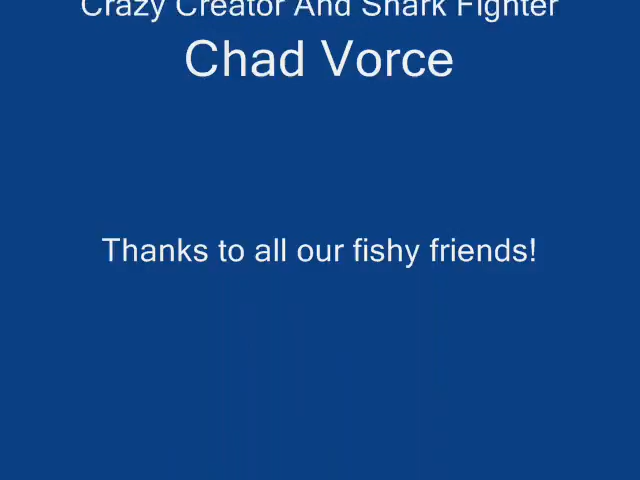 Crazy Creator And Shark Fighter
Chad Vorce
Thanks to all our fishy friends!